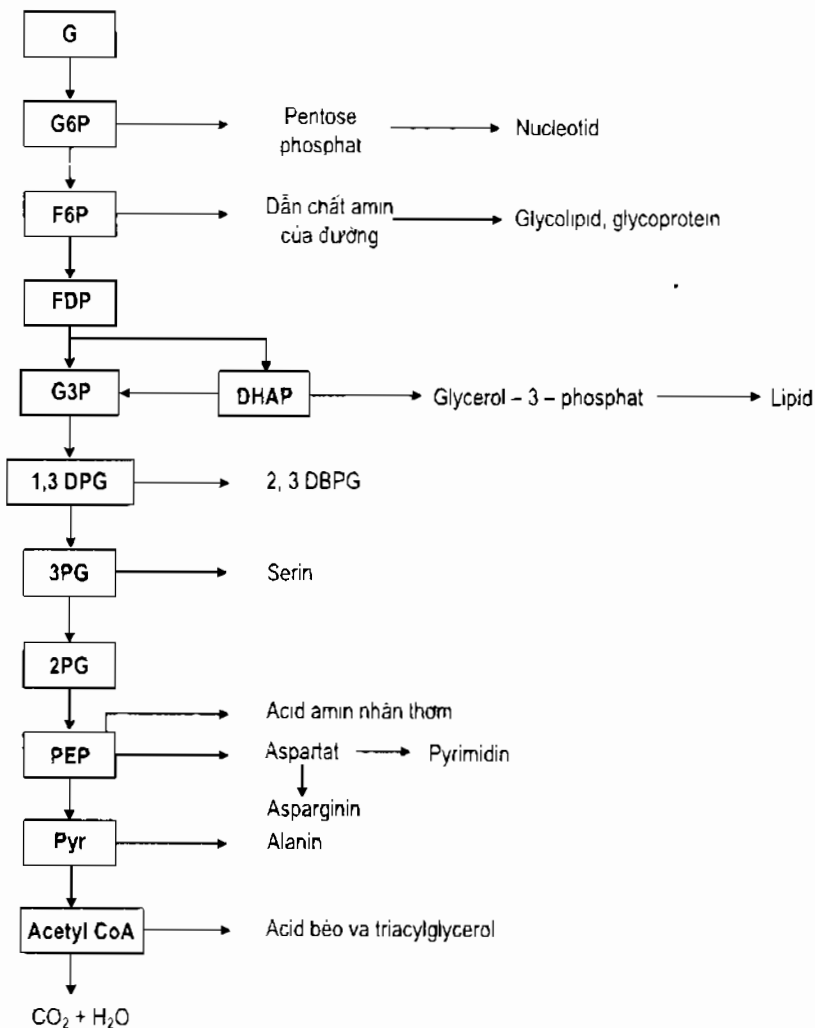 G
G6P
Pentose
phosphat
Nucleotid
F6P
Dẫn chất amin
của đường
Glycolipid, glycoprotein
FDP
G3P
DHAP
Glycerol – 3 – phosphat
Lipid
1,3 DPG
2, 3 DBPG
3PG
Serin
2PG
Acid amin nhân thơm
PEP
Aspartat
Pyrimidin
Asparginin
Pyr
Alanin
Acetyl CoA
Acid béo va triacylglycerol
CO₂ + H₂O